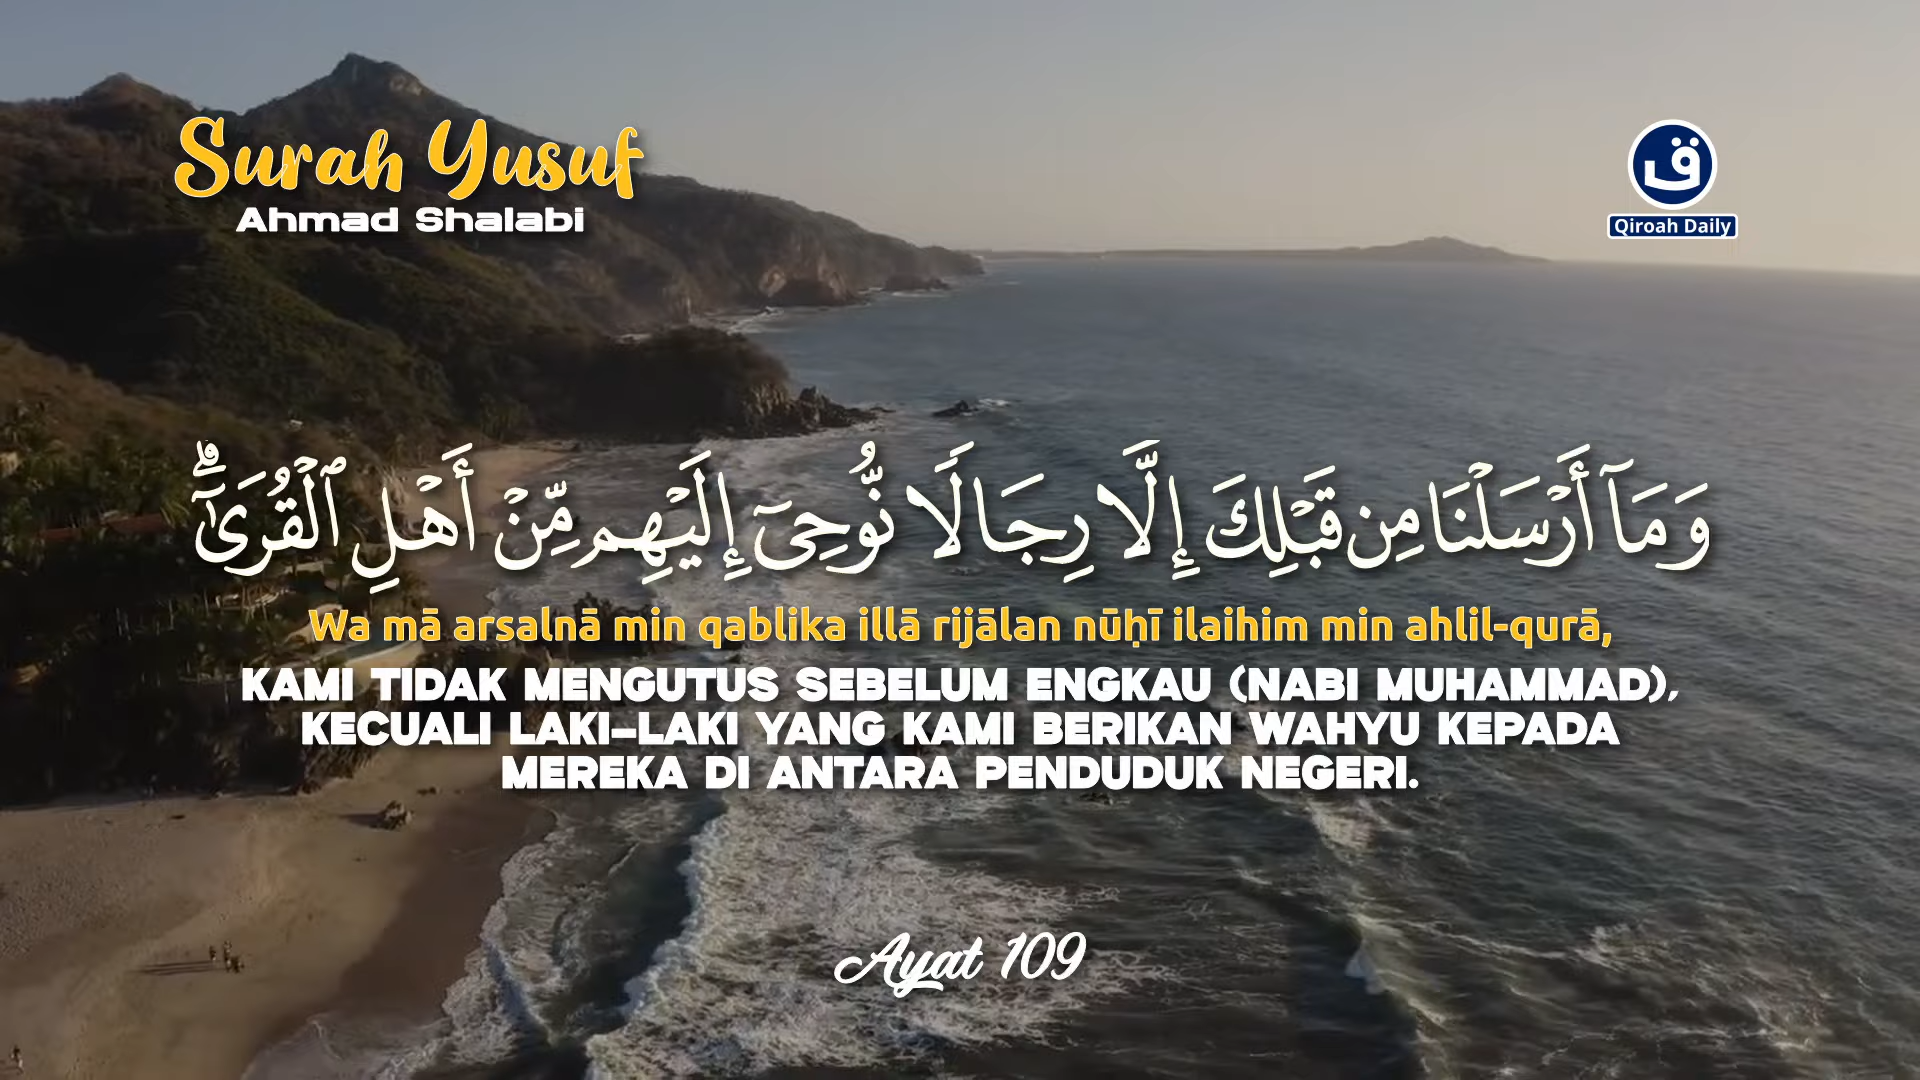 Surah Yusuf
Ahmad Shalabi
ق
Qiroah Daily
وَمَآ أَرْسَلْنَا مِن قَبْلِكَ إِلَّا رِجَالًا نُّوحِىٓ إِلَيْهِم مِّنْ أَهْلِ ٱلْقُرَىٰٓ ۗ
Wa mā arsalnā min qablika illā rijālan nūḥī ilaihim min ahlil-qurā,
KAMI TIDAK MENGUTUS SEBELUM ENGKAU (NABI MUHAMMAD),
KECUALI LAKI-LAKI YANG KAMI BERIKAN WAHYU KEPADA
MEREKA DI ANTARA PENDUDUK NEGERI.
Ayat 109